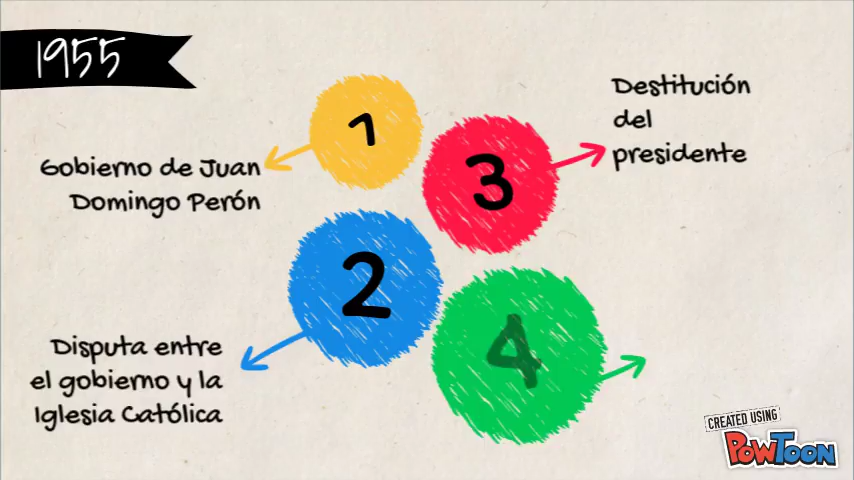 1955
1
Gobierno de Juan
Domingo Perón
2
Disputa entre
el gobierno y la
Iglesia Católica
3
Destitución
del
presidente
4
CREATED USING
POWTOON